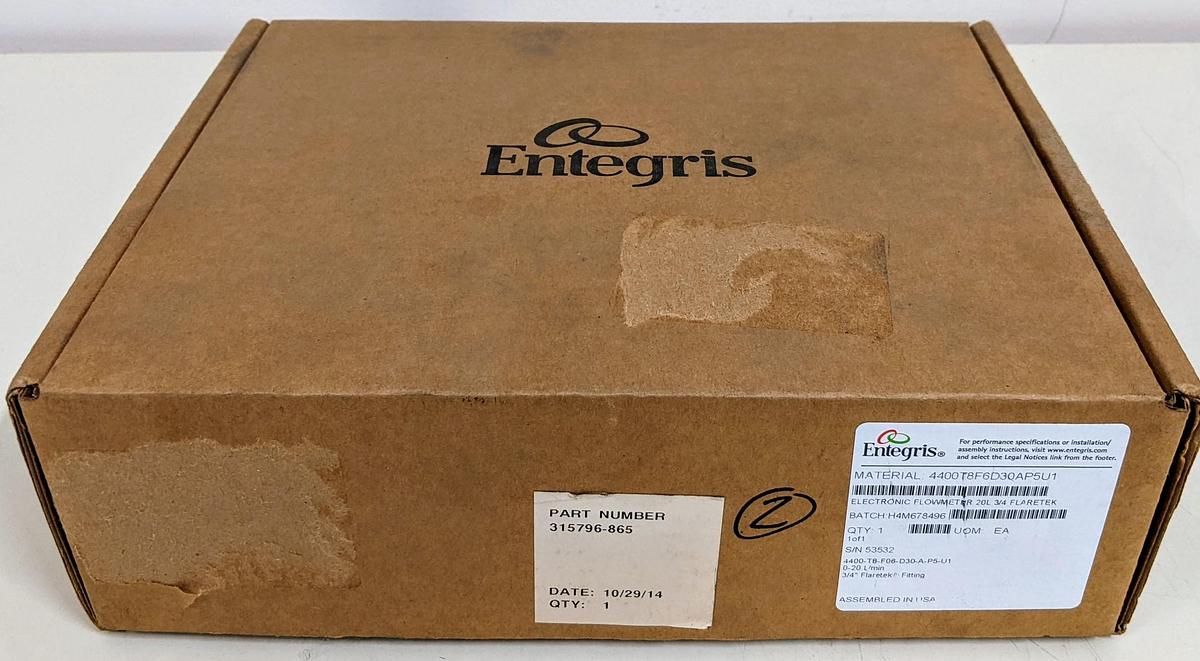 Entegris
PART NUMBER
315796-865
DATE: 10/29/14
QTY: 1
2
Entegris®
For performance specifications or installation/
assembly instructions, visit www.entegris.com
and select the Legal Notices link from the footer.
MATERIAL: 4400T8F6D30AP5U1
ELECTRONIC FLOWMETER 20L 3/4 FLARETEK
BATCH:H4M678496
QTY: 1 UOM: EA
1of1
S/N 53532
4400-T8-F06-D30-A-P5-U1
0-20 L/min
3/4" Flaretek® Fitting
ASSEMBLED IN USA